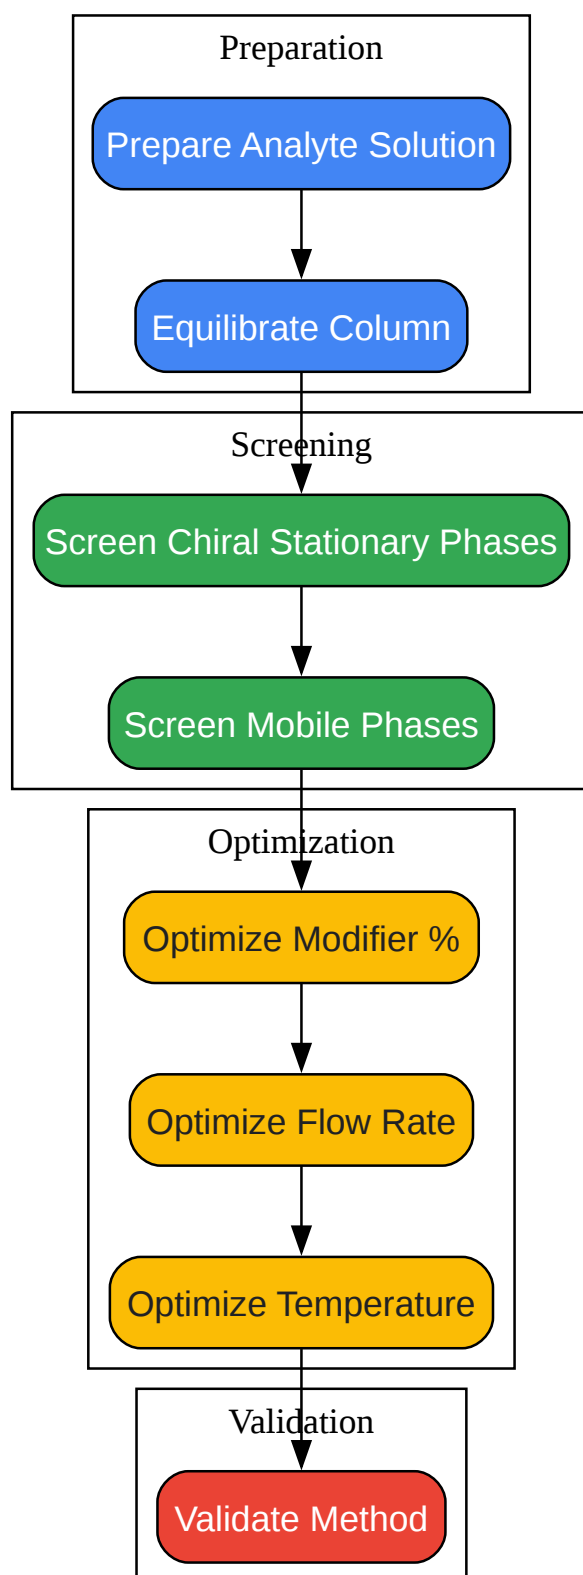 Preparation
Prepare Analyte Solution
Equilibrate Column
Screening
Screen Chiral Stationary Phases
Screen Mobile Phases
Optimization
Optimize Modifier %
Optimize Flow Rate
Optimize Temperature
Validation
Validate Method